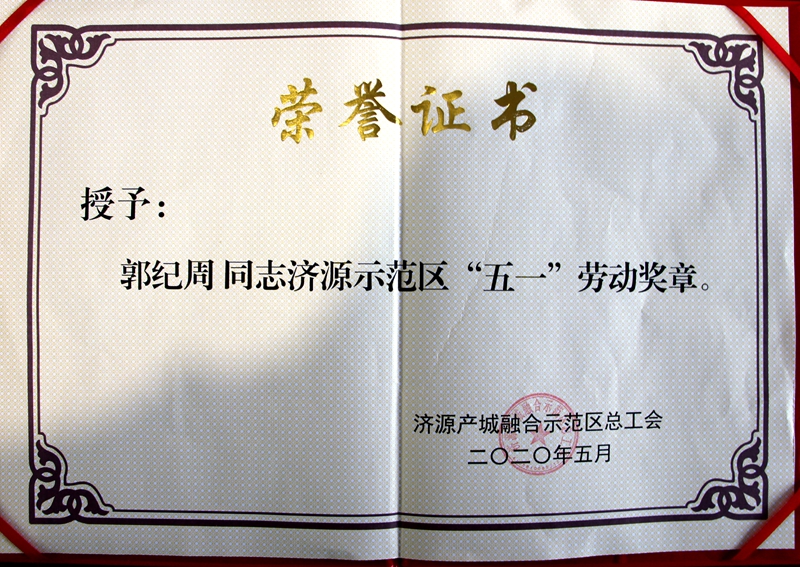 荣誉证书
授予：
郭纪周 同志济源示范区“五一”劳动奖章。
济源产城融合示范区总工会
二〇二〇年五月